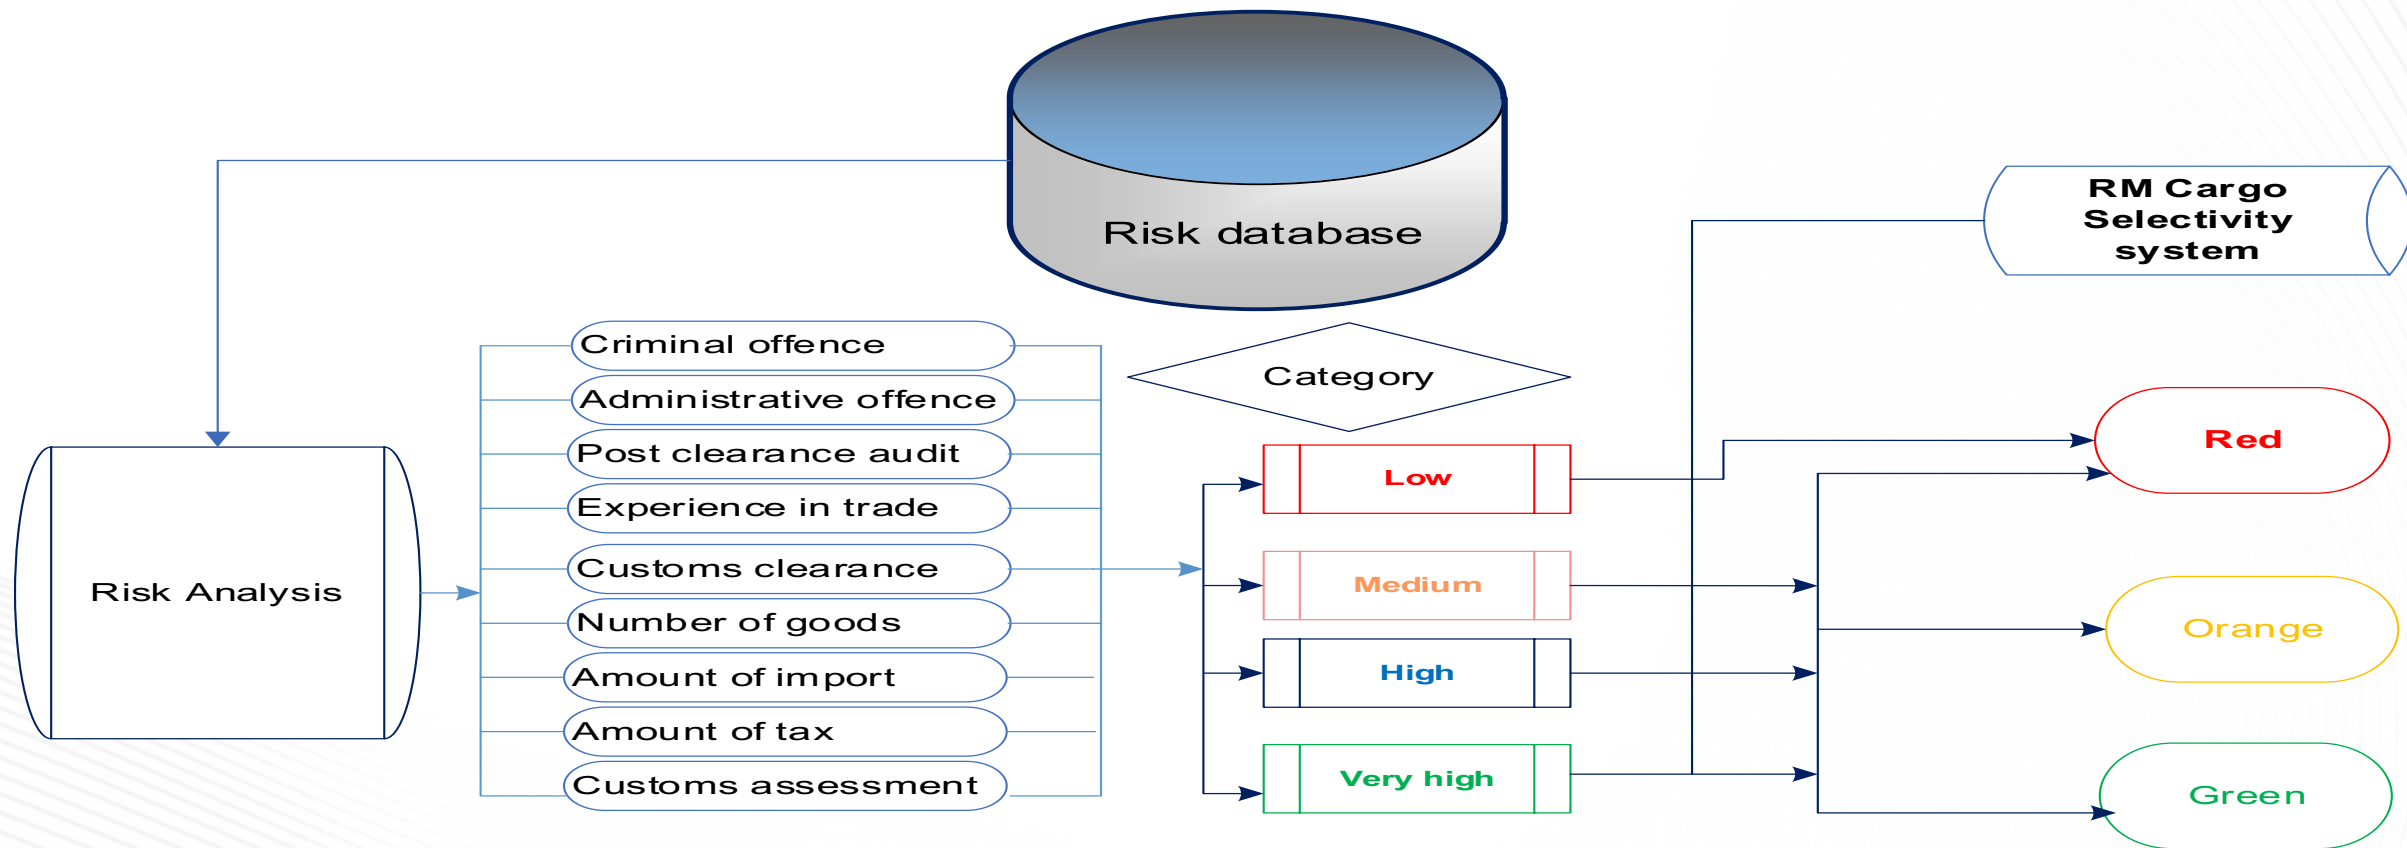 Risk database
RM Cargo
Selectivity
system
Risk Analysis
Criminal offence
Administrative offence
Post clearance audit
Experience in trade
Customs clearance
Number of goods
Amount of import
Amount of tax
Customs assessment
Category
Low
Medium
High
Very high
Red
Orange
Green